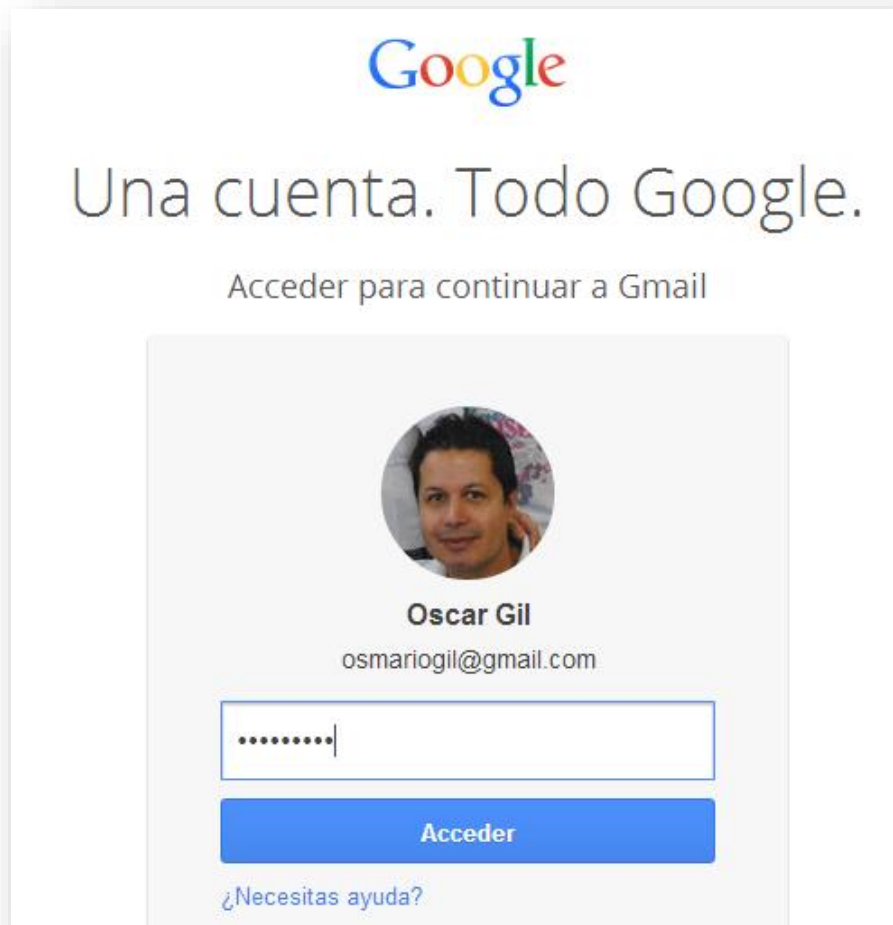 Google
Una cuenta. Todo Google.
Acceder para continuar a Gmail
Oscar Gil
osmariogil@gmail.com
•••••••••
Acceder
¿Necesitas ayuda?